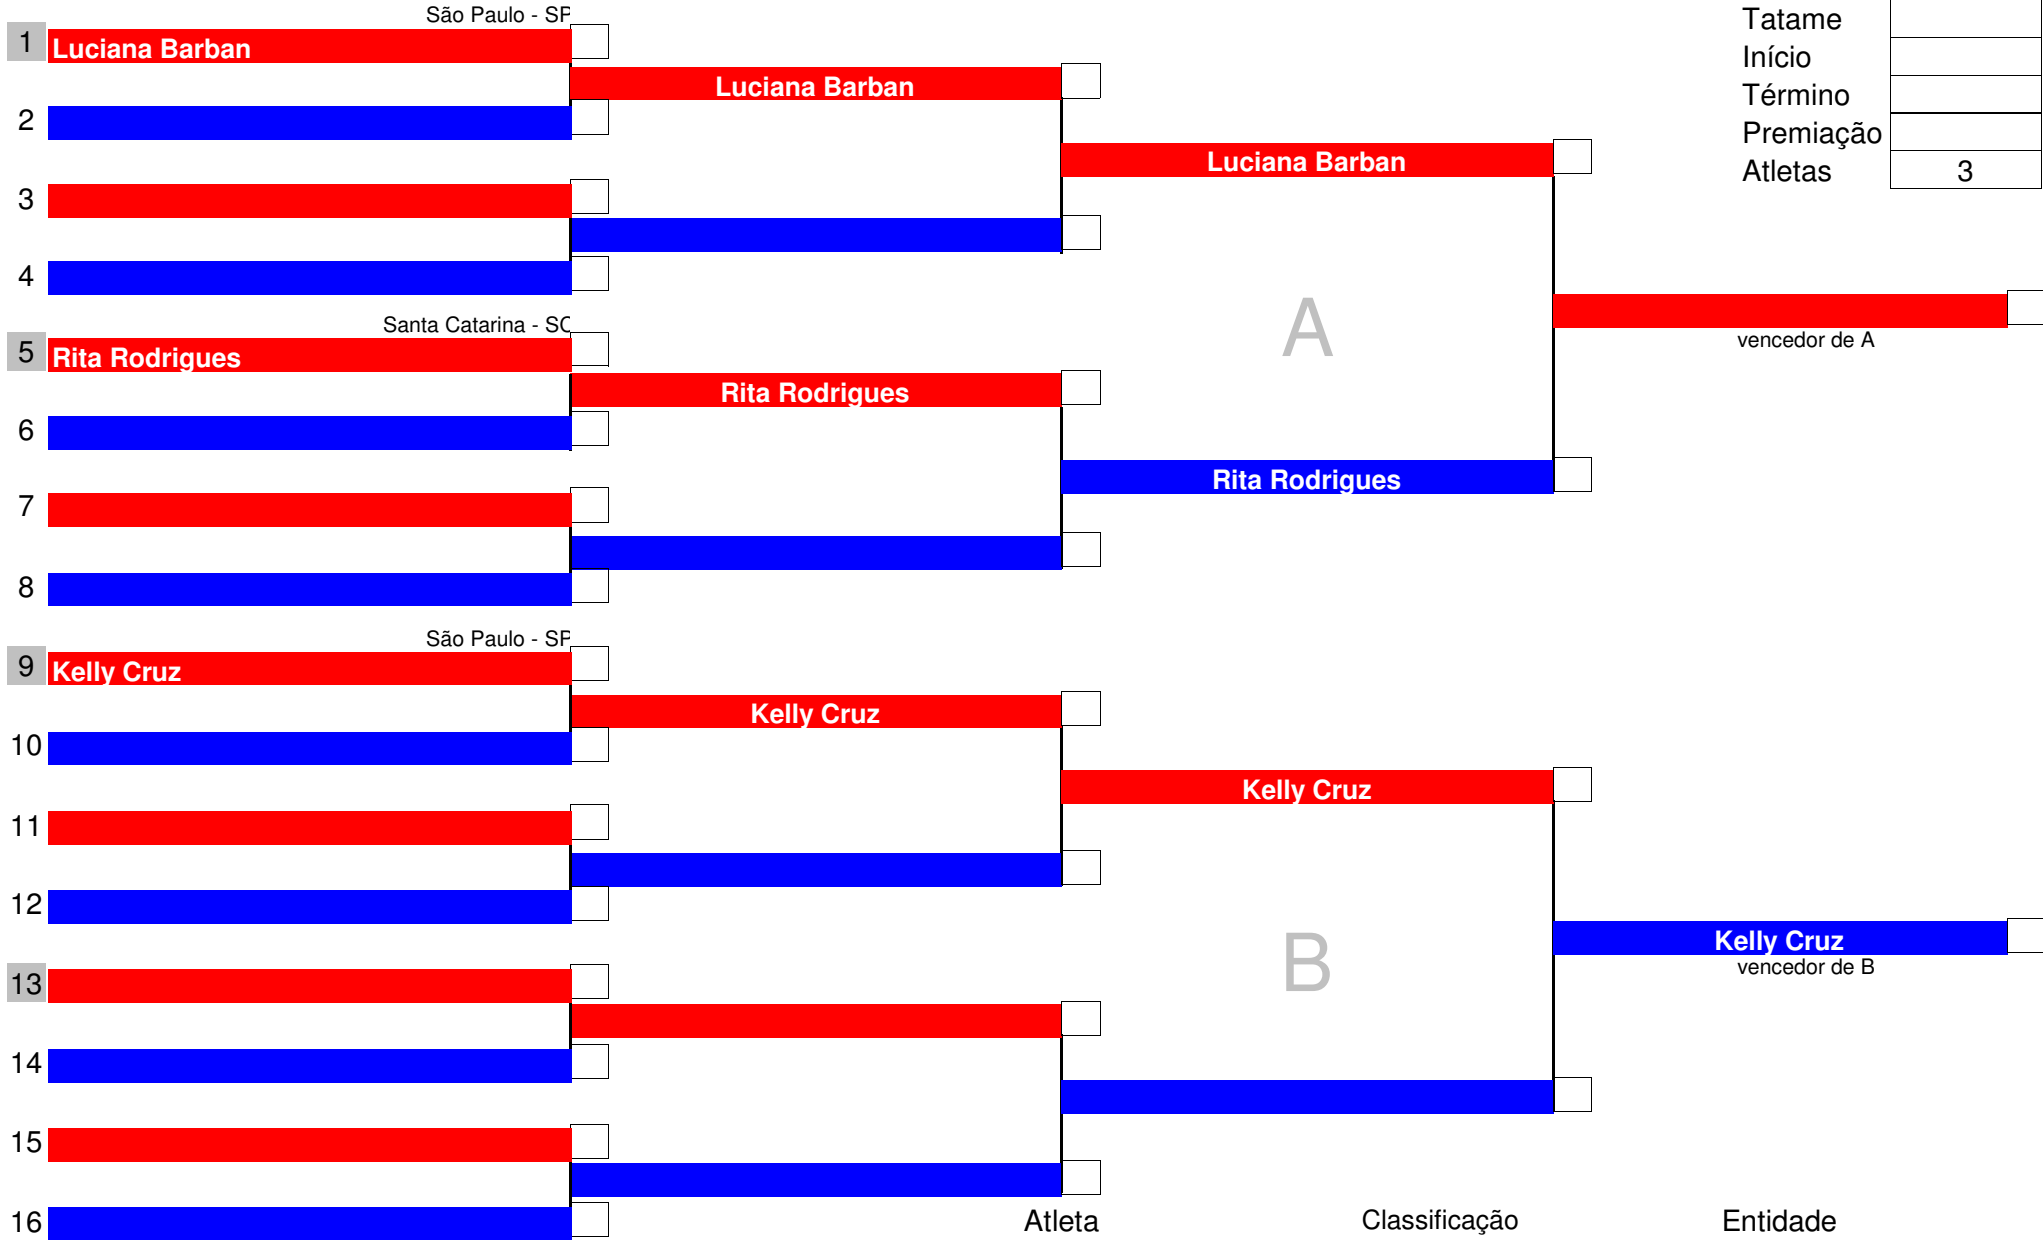 São Paulo - SP
1 Luciana Barban
Luciana Barban
2
Luciana Barban
3
4
Santa Catarina - SC
5 Rita Rodrigues
Rita Rodrigues
6
Rita Rodrigues
7
8
A
vencedor de A
Tatame
Início
Término
Premiação
Atletas 3
São Paulo - SP
9 Kelly Cruz
Kelly Cruz
10
Kelly Cruz
11
12
B
Kelly Cruz
vencedor de B
13
14
15
16
Atleta Classificação Entidade